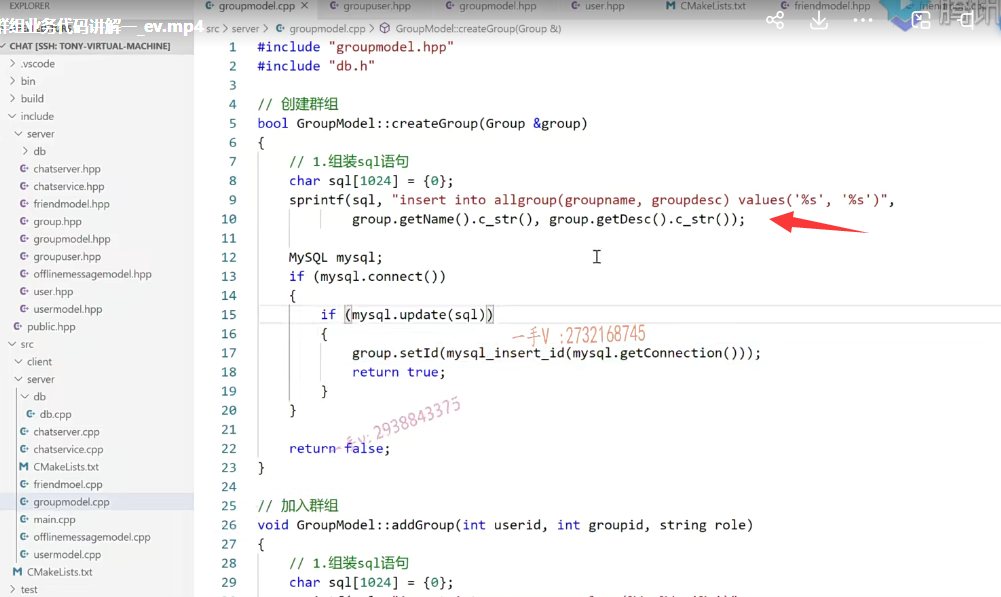 EXPLORER
群组业务代码讲解一_ev.mp4
groupmodel.cpp
groupuser.hpp
groupmodel.hpp
user.hpp
CMakeLists.txt
friendmodel.cpp
CHAT [SSH: TONY-VIRTUAL-MACHINE]
src > server > groupmodel.cpp > GroupModel::createGroup(Group &)
.vscode
bin
build
include
server
db
chatserver.hpp
chatservice.hpp
friendmodel.hpp
group.hpp
groupmodel.hpp
groupuser.hpp
offlinemessagemodel.hpp
user.hpp
usermodel.hpp
public.hpp
src
client
server
db
db.cpp
chatserver.cpp
chatservice.cpp
CMakeLists.txt
friendmoel.cpp
groupmodel.cpp
main.cpp
offlinemessagemodel.cpp
usermodel.cpp
CMakeLists.txt
test
1 #include "groupmodel.hpp"
2 #include "db.h"
3
4 // 创建群组
5 bool GroupModel::createGroup(Group &group)
6 {
7 // 1.组装sql语句
8 char sql[1024] = {0};
9 sprintf(sql, "insert into allgroup(groupname, groupdesc) values('%s', '%s')",
10 group.getName().c_str(), group.getDesc().c_str());
11
12 MySQL mysql;
13 if (mysql.connect())
14 {
15 if (mysql.update(sql))
16 {
17 group.setId(mysql_insert_id(mysql.getConnection()));
18 return true;
19 }
20 }
21
22 return false;
23 }
24
25 // 加入群组
26 void GroupModel::addGroup(int userid, int groupid, string role)
27 {
28 // 1.组装sql语句
29 char sql[1024] = {0};
一手V :2732168745
一手v: 2938843375